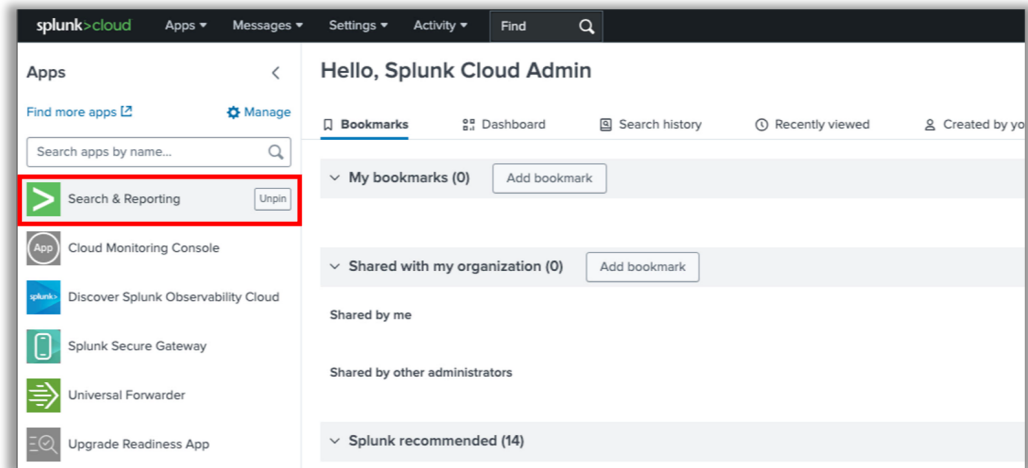 splunk>cloud Apps Messages Settings Activity Find
Apps
Find more apps Manage
Search apps by name...
Search & Reporting Unpin
App Cloud Monitoring Console
splunk> Discover Splunk Observability Cloud
Splunk Secure Gateway
Universal Forwarder
Upgrade Readiness App
Hello, Splunk Cloud Admin
Bookmarks Dashboard Search history Recently viewed Created by yo
My bookmarks (0) Add bookmark
Shared with my organization (0) Add bookmark
Shared by me
Shared by other administrators
Splunk recommended (14)